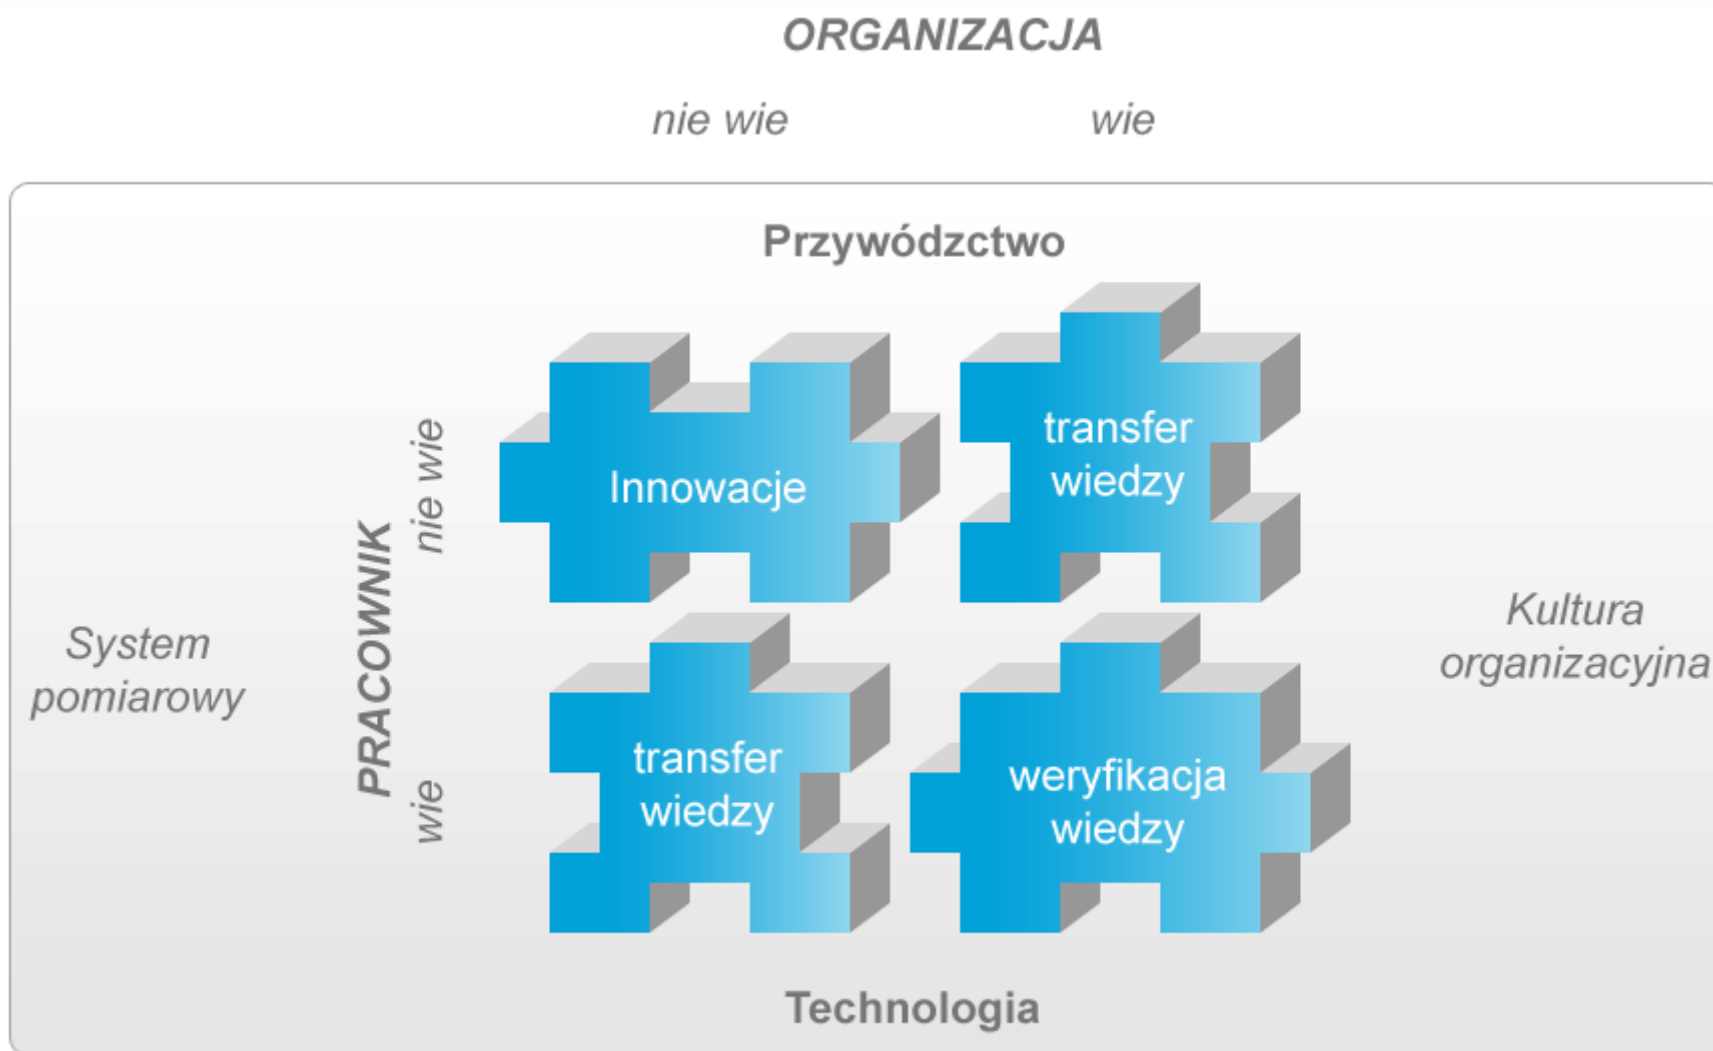 ORGANIZACJA
nie wie
wie
Przywództwo
nie wie
Innowacje
transfer
wiedzy
PRACOWNIK
System
pomiarowy
Kultura
organizacyjna
wie
transfer
wiedzy
weryfikacja
wiedzy
Technologia